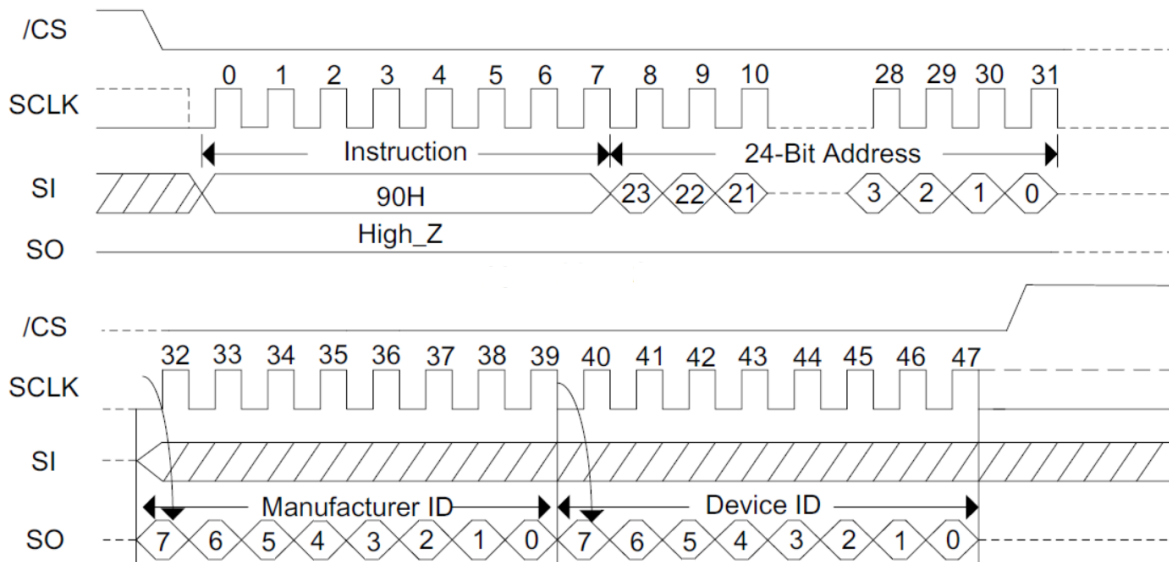 /CS
0 1 2 3 4 5 6 7 8 9 10 28 29 30 31
SCLK
Instruction 24-Bit Address
SI 90H 23 22 21 3 2 1 0
High_Z
SO
/CS
32 33 34 35 36 37 38 39 40 41 42 43 44 45 46 47
SCLK
SI
Manufacturer ID Device ID
SO 7 6 5 4 3 2 1 0 7 6 5 4 3 2 1 0